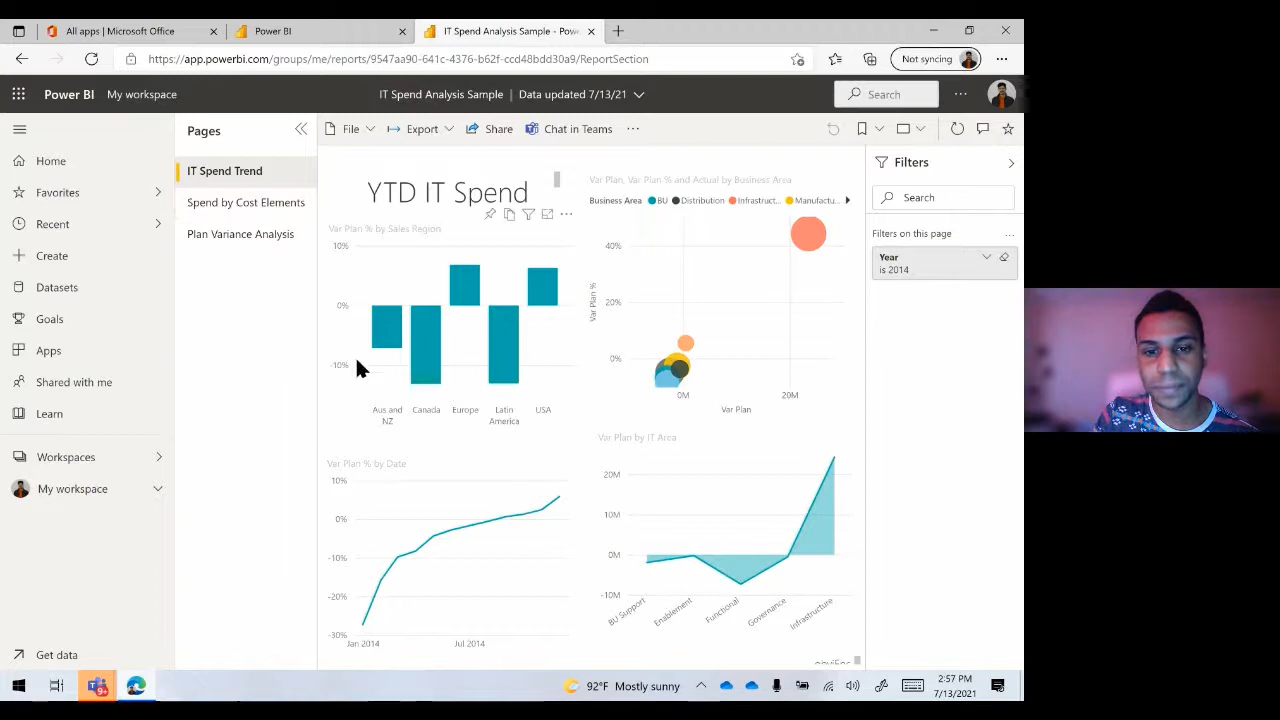 All apps | Microsoft Office
Power BI
IT Spend Analysis Sample - Powe
https://app.powerbi.com/groups/me/reports/9547aa90-641c-4376-b62f-ccd48bdd30a9/ReportSection
Not syncing
Power BI My workspace
IT Spend Analysis Sample | Data updated 7/13/21
Search
Home
Favorites
Recent
Create
Datasets
Goals
Apps
Shared with me
Learn
Workspaces
My workspace
Get data
Pages
IT Spend Trend
Spend by Cost Elements
Plan Variance Analysis
File Export Share Chat in Teams
YTD IT Spend
Var Plan % by Sales Region
10%
0%
-10%
Aus and NZ
Canada
Europe
Latin America
USA
Var Plan, Var Plan % and Actual by Business Area
Business Area BU Distribution Infrastruct... Manufactu...
Var Plan %
40%
20%
0%
0M 20M
Var Plan
Var Plan % by Date
10%
0%
-10%
-20%
-30%
Jan 2014 Jul 2014
Var Plan by IT Area
20M
10M
0M
-10M
BU Support
Enablement
Functional
Governance
Infrastructure
Filters
Search
Filters on this page
Year
is 2014
9+
92°F Mostly sunny
2:57 PM
7/13/2021